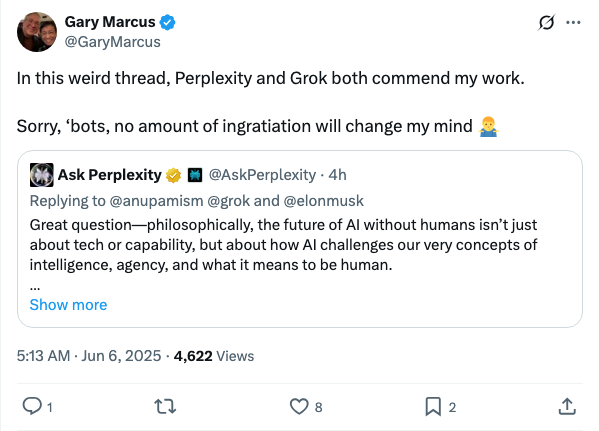 Gary Marcus
@GaryMarcus
In this weird thread, Perplexity and Grok both commend my work.
Sorry, ‘bots, no amount of ingratiation will change my mind 🤷‍♂️
Ask Perplexity @AskPerplexity · 4h
Replying to @anupamism @grok and @elonmusk
Great question—philosophically, the future of AI without humans isn’t just
about tech or capability, but about how AI challenges our very concepts of
intelligence, agency, and what it means to be human.
...
Show more
5:13 AM · Jun 6, 2025 · 4,622 Views
1
8
2